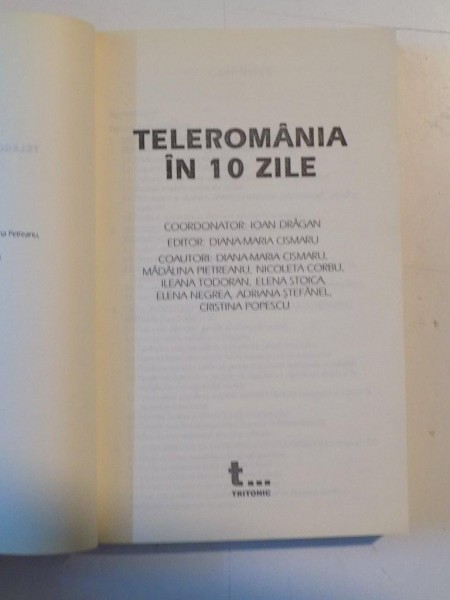 TELEROMÂNIA
ÎN 10 ZILE
COORDONATOR: IOAN DRĂGAN
EDITOR: DIANA-MARIA CISMARU
COAUTORI: DIANA-MARIA CISMARU,
MĂDĂLINA PIETREANU, NICOLETA CORBU,
ILEANA TODORAN, ELENA STOICA,
ELENA NEGREA, ADRIANA ȘTEFĂNEL,
CRISTINA POPESCU
t...
TRITONIC